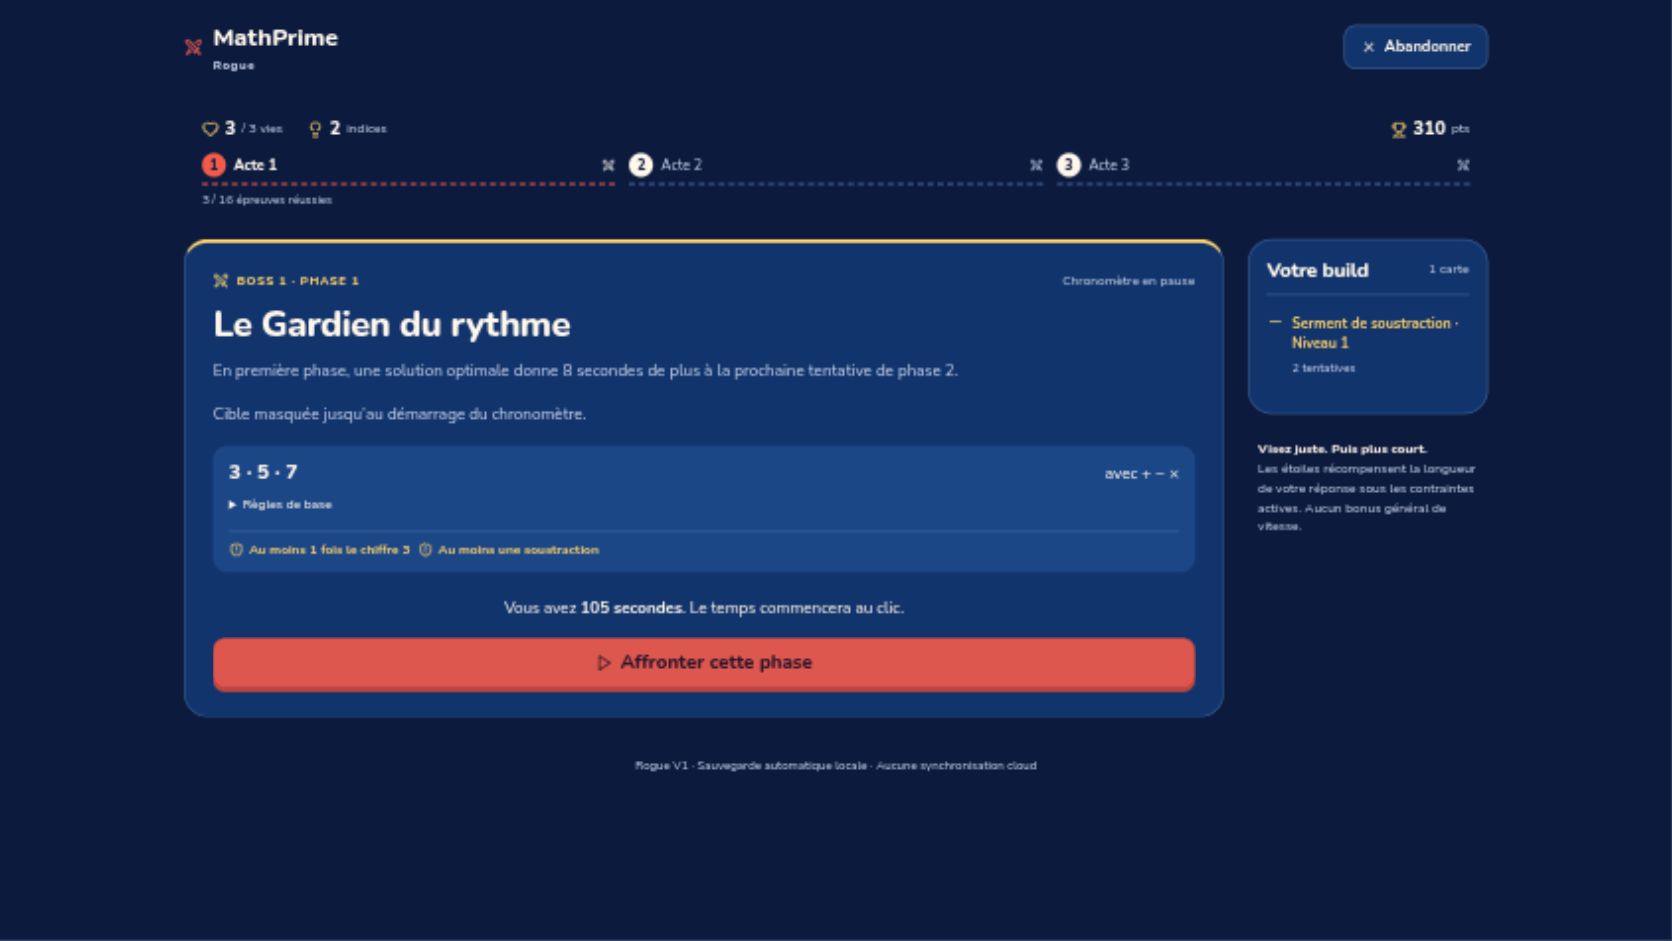 MathPrime
Rogue
× Abandonner
3 / 3 vies 2 indices
310 pts
1 Acte 1
2 Acte 2
3 Acte 3
3 / 16 épreuves réussies
BOSS 1 · PHASE 1
Chronomètre en pause
Le Gardien du rythme
En première phase, une solution optimale donne 8 secondes de plus à la prochaine tentative de phase 2.
Cible masquée jusqu'au démarrage du chronomètre.
3 · 5 · 7
avec + − ×
Règles de base
Au moins 1 fois le chiffre 3 Au moins une soustraction
Vous avez 105 secondes. Le temps commencera au clic.
Affronter cette phase
Votre build
1 carte
Serment de soustraction ·
Niveau 1
2 tentatives
Visez juste. Puis plus court.
Les étoiles récompensent la longueur
de votre réponse sous les contraintes
actives. Aucun bonus général de
vitesse.
Rogue V1 · Sauvegarde automatique locale · Aucune synchronisation cloud